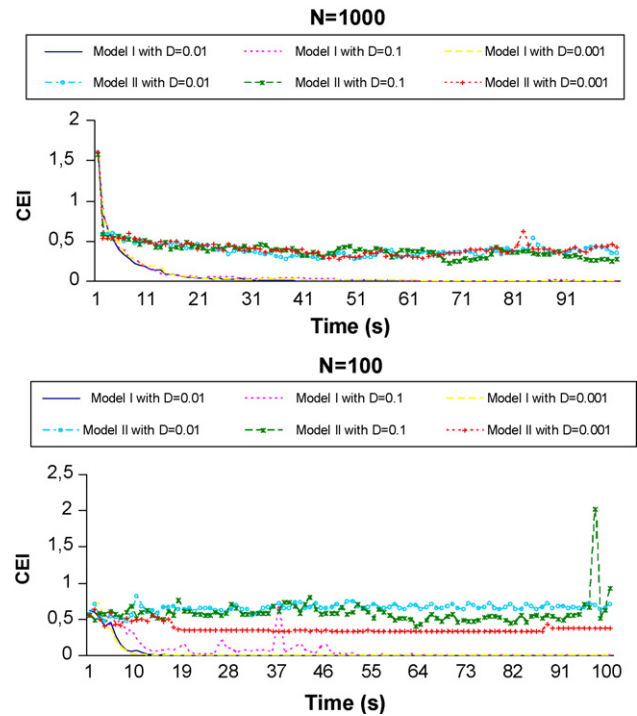 N=1000
Model I with D=0.01 Model I with D=0.1 Model I with D=0.001
Model II with D=0.01 Model II with D=0.1 Model II with D=0.001
2
1,5
1
0,5
0
CEI
1 11 21 31 41 51 61 71 81 91
Time (s)
N=100
Model I with D=0.01 Model I with D=0.1 Model I with D=0.001
Model II with D=0.01 Model II with D=0.1 Model II with D=0.001
2,5
2
1,5
1
0,5
0
CEI
1 10 19 28 37 46 55 64 73 82 91 100
Time (s)